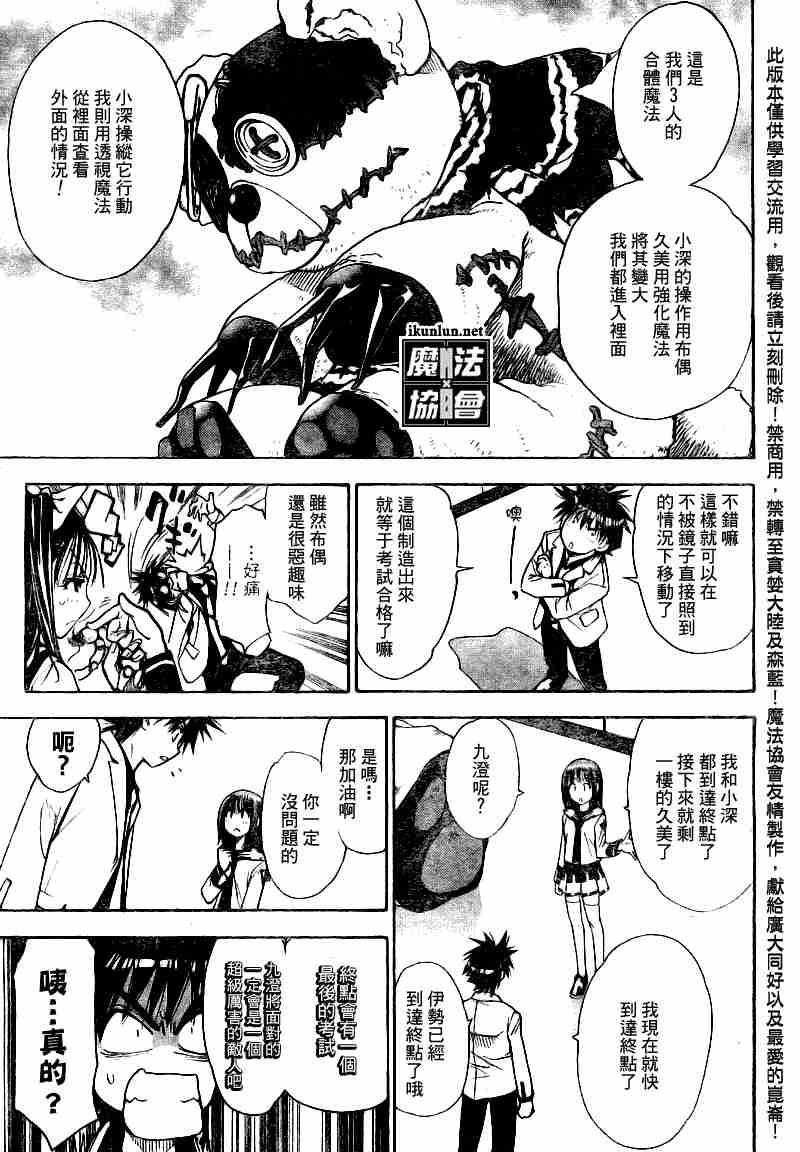 這是
我們3人的
合體魔法
小深的操作用布偶
久美用強化魔法
將其變大
我們都進入裡面
小深操縱它行動
我則用透視魔法
從裡面查看
外面的情況！
ikunlun.net
魔法
M×B
協會
不錯嘛
這樣就可以在
不被鏡子直接照到
的情況下移動了
噢
這個制造出來
就等于考試合格了嘛
雖然布偶
還是很惡趣味
…好痛
——!!
我和小深
都到達終點了
接下來就剩
一樓的久美了
九澄呢？
我現在就快
到達終點了
伊勢已經
到達終點了哦
是嗎…
那加油啊
你一定
沒問題的
呃？
終點會有一個
最後的考試
九澄將面對的
一定會是一個
超級厲害的敵人吧
咦…真的？
此版本僅供學習交流用，觀看後請立刻刪除！禁商用，禁轉至貪婪大陸及森藍！魔法協會友情製作，獻給廣大同好以及最愛的崑崙！